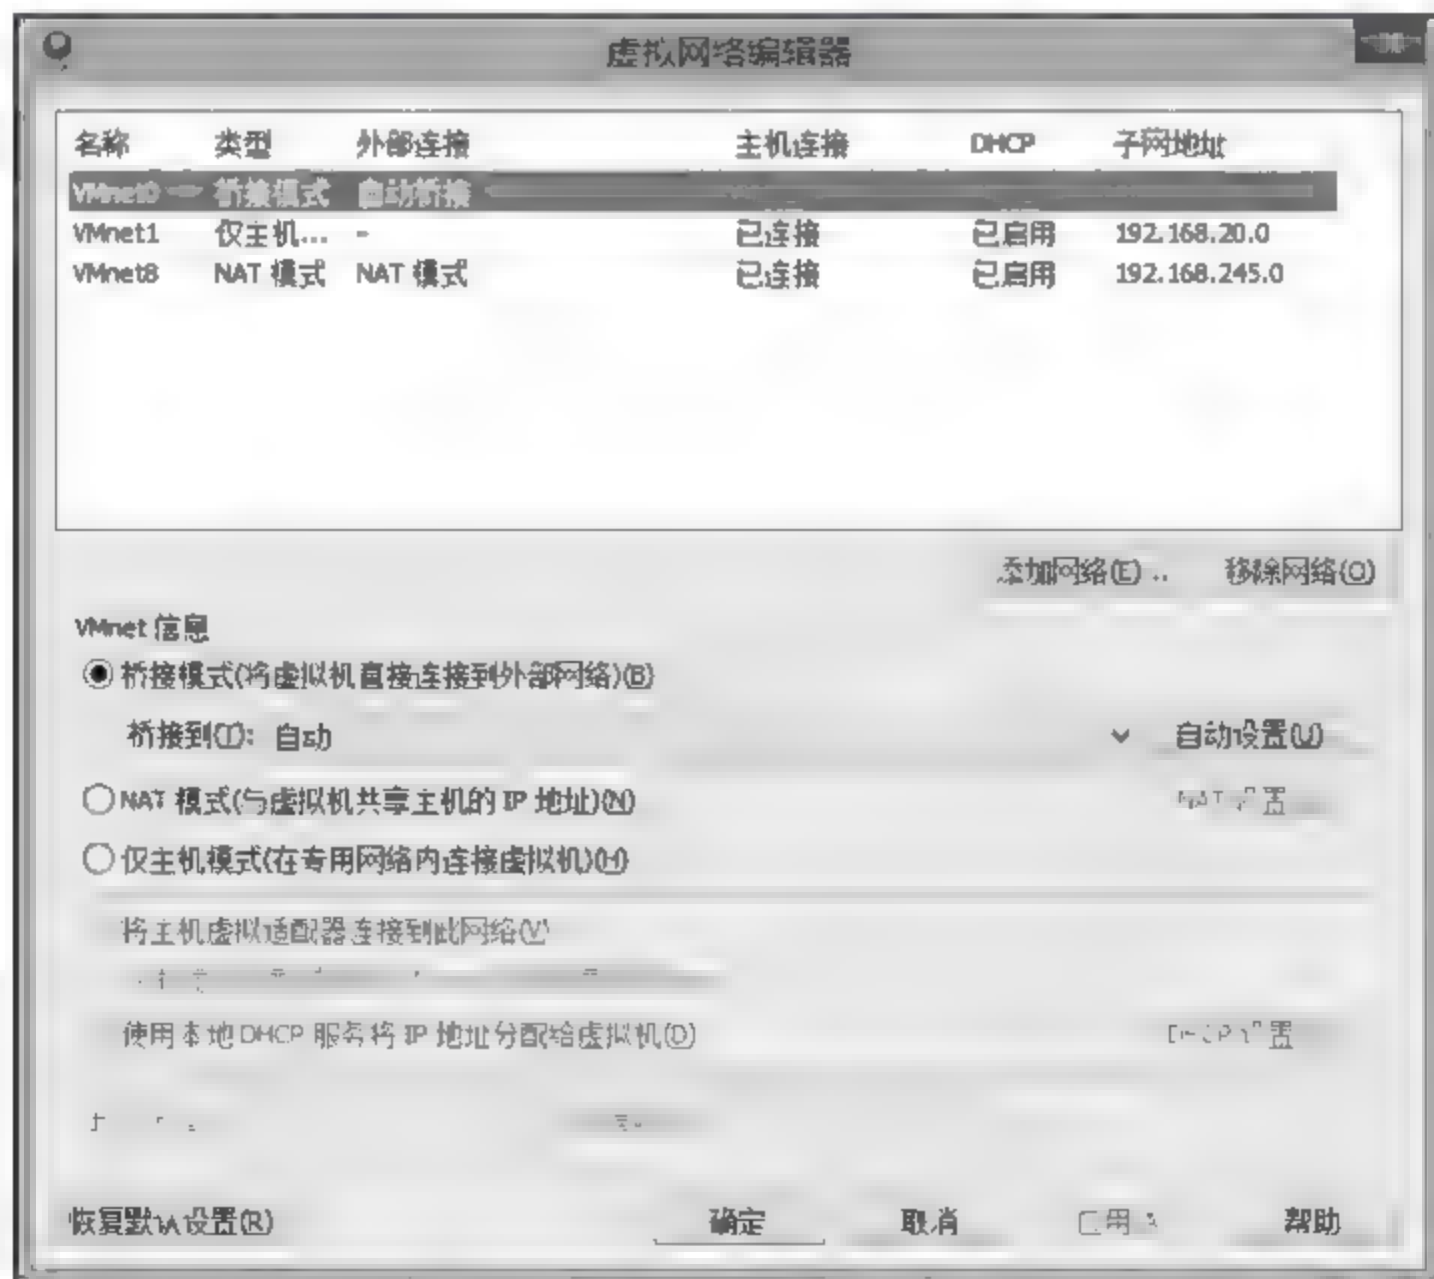 虚拟网络编辑器
名称 类型 外部连接 主机连接 DHCP 子网地址
VMnet0 桥接模式 自动桥接
VMnet1 仅主机... - 已连接 已启用 192.168.20.0
VMnet8 NAT 模式 NAT 模式 已连接 已启用 192.168.245.0
添加网络(E)... 移除网络(O)
VMnet 信息
桥接模式(将虚拟机直接连接到外部网络)(B)
桥接到(T): 自动 自动设置(U)
NAT 模式(与虚拟机共享主机的 IP 地址)(N)
仅主机模式(在专用网络内连接虚拟机)(H)
将主机虚拟适配器连接到此网络(V)
使用本地 DHCP 服务将 IP 地址分配给虚拟机(D)
恢复默认设置(R) 确定 取消 帮助